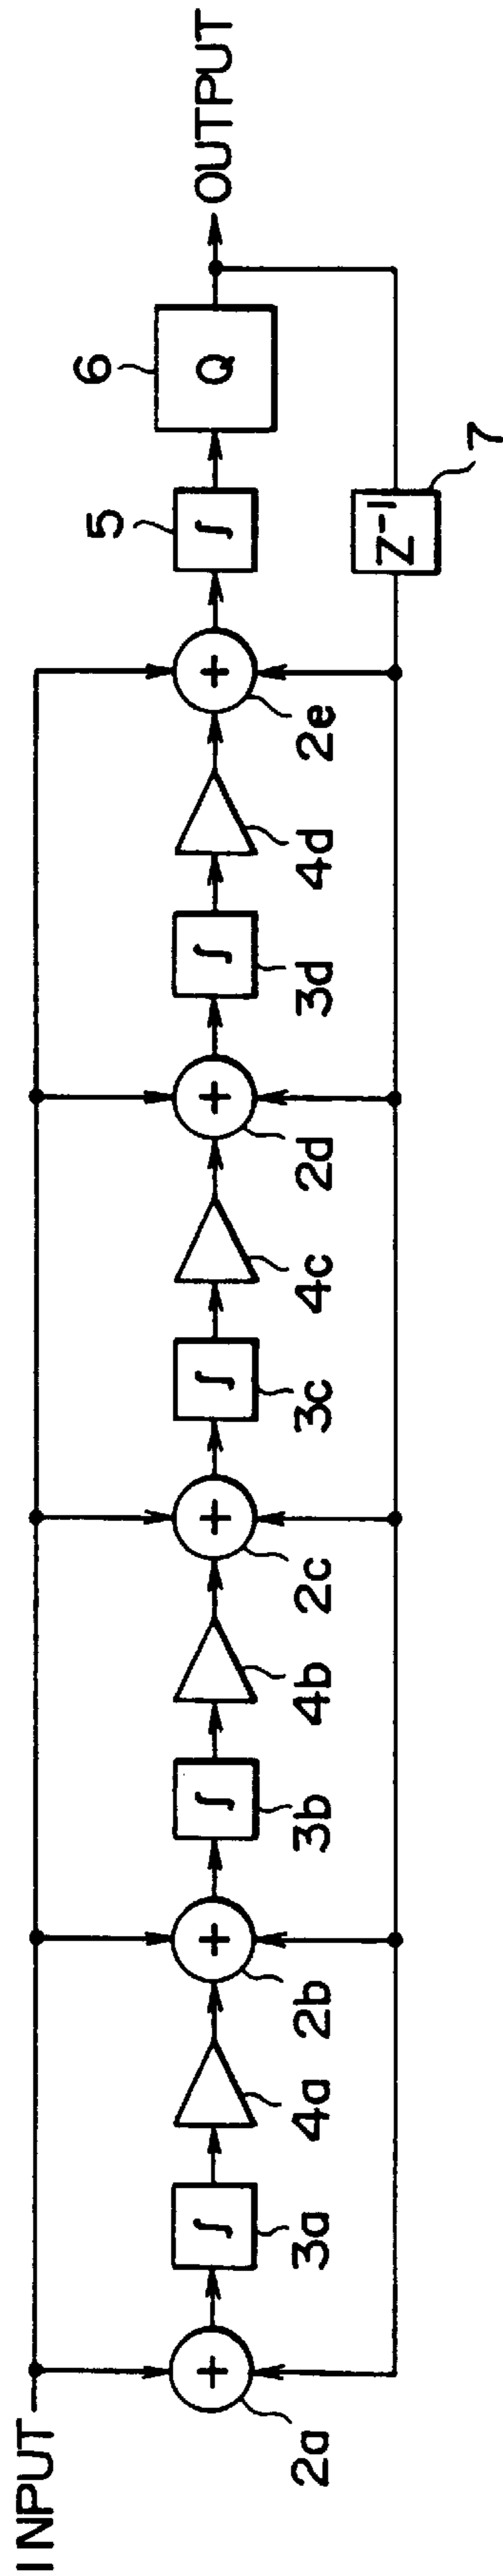 INPUT
2a
∫
3a
4a
2b
∫
3b
4b
2c
∫
3c
4c
2d
∫
3d
4d
2e
∫
5
Q
6
OUTPUT
Z⁻¹
7
+
+
+
+
+